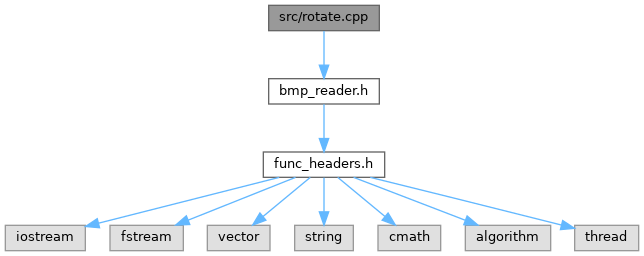 src/rotate.cpp
bmp_reader.h
func_headers.h
iostream fstream vector string cmath algorithm thread